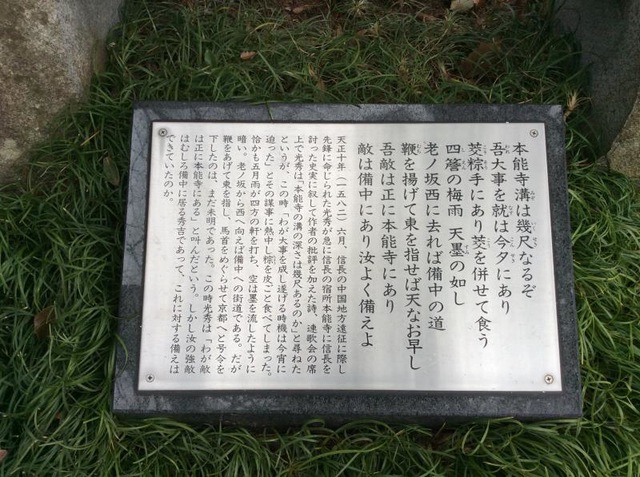 本能寺溝は幾尺なるぞ
吾大事を就すは今夕にあり
茭粽手にあり茭を併せて食う
四簷の梅雨 天墨の如し
老ノ坂西に去れば備中の道
鞭を揚げて東を指せば天なお早し
吾敵は正に本能寺にあり
敵は備中にあり汝よく備えよ
天正十年(一五八二)六月、信長の中国地方遠征に際し
先鋒に命じられた光秀が急に信長の宿所本能寺に信長を
討った史実に叙して作者の批評を加えた詩、連歌会の席
上で光秀は「本能寺の溝の深さは幾尺あるのか」と尋ねた
というが、この時「わが大事を成し遂げる時機は今宵に
迫った」とその謀事に熱中し粽を皮ごと食べてしまった。
恰かも五月雨が四方の軒を打ち、空は墨を流したように
暗い。老ノ坂から西へ向えば備中への街道である。だが
鞭をあげて東を指し、馬首をめぐらせて京都へと号令を
下したのは、まだ未明であった。この時光秀は「わが敵
は正に本能寺にある」と叫んだという。しかし汝の強敵
はむしろ備中に居る秀吉であって、これに対する備えは
できていたのか。